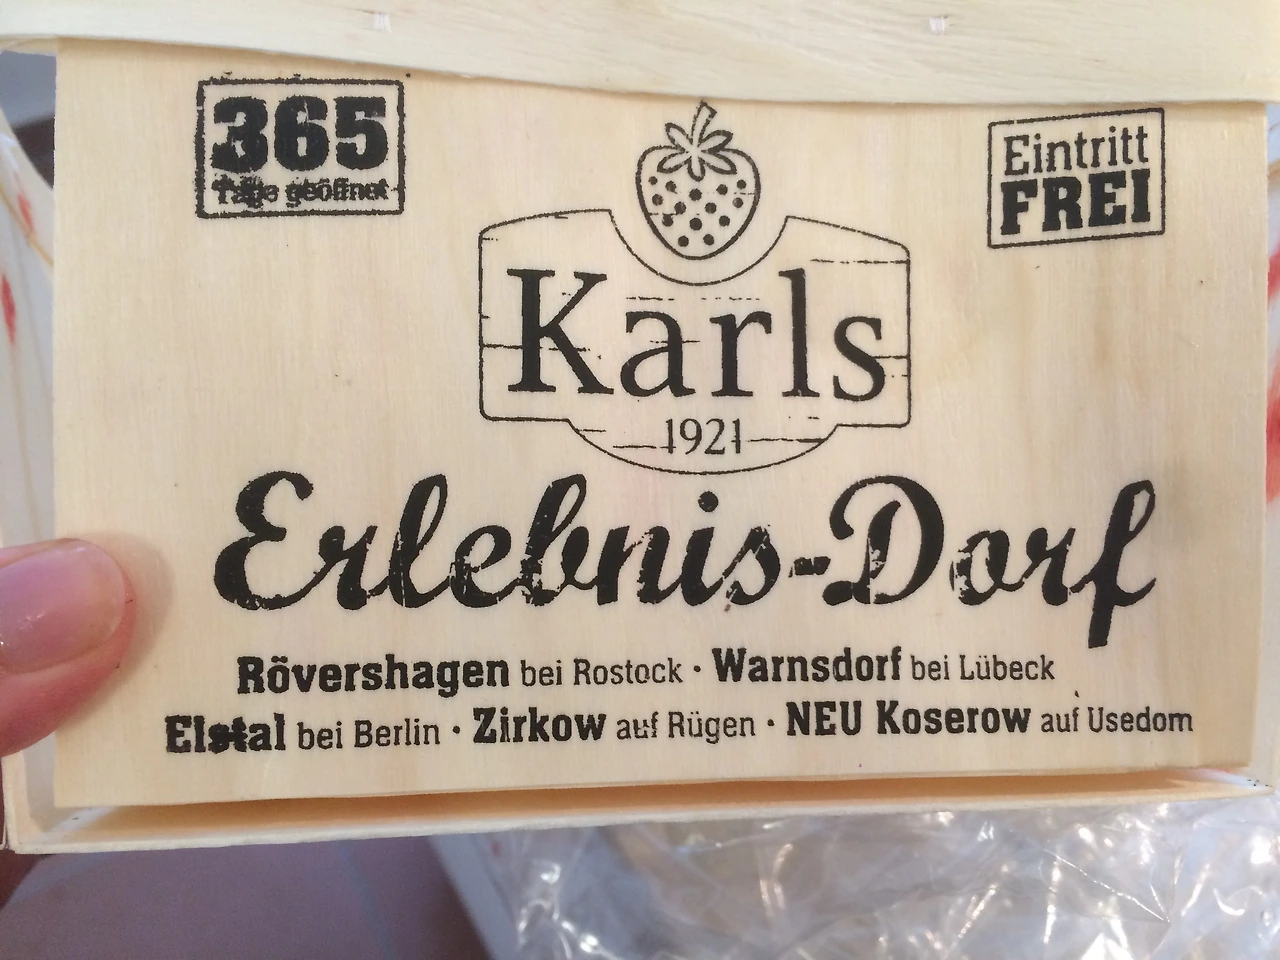 365
Tage geöffnet
Eintritt
FREI
Karls
1921
Erlebnis-Dorf
Rövershagen bei Rostock · Warnsdorf bei Lübeck
Elstal bei Berlin · Zirkow auf Rügen · NEU Koserow auf Usedom